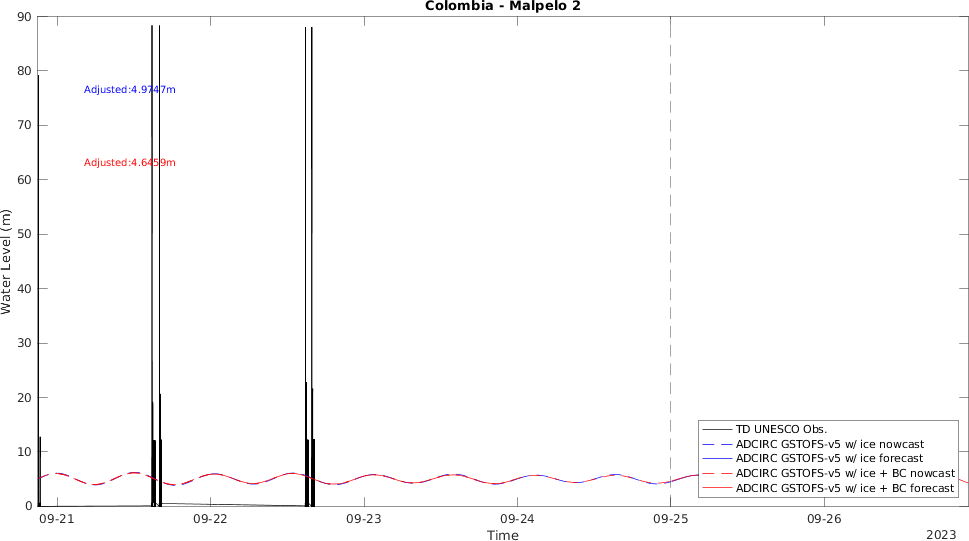 Colombia - Malpelo 2
90
80
70
60
50
40
30
20
10
0
Water Level (m)
Adjusted:4.9747m
Adjusted:4.6459m
TD UNESCO Obs.
ADCIRC GSTOFS-v5 w/ ice nowcast
ADCIRC GSTOFS-v5 w/ ice forecast
ADCIRC GSTOFS-v5 w/ ice + BC nowcast
ADCIRC GSTOFS-v5 w/ ice + BC forecast
09-21 09-22 09-23 09-24 09-25 09-26
Time
2023